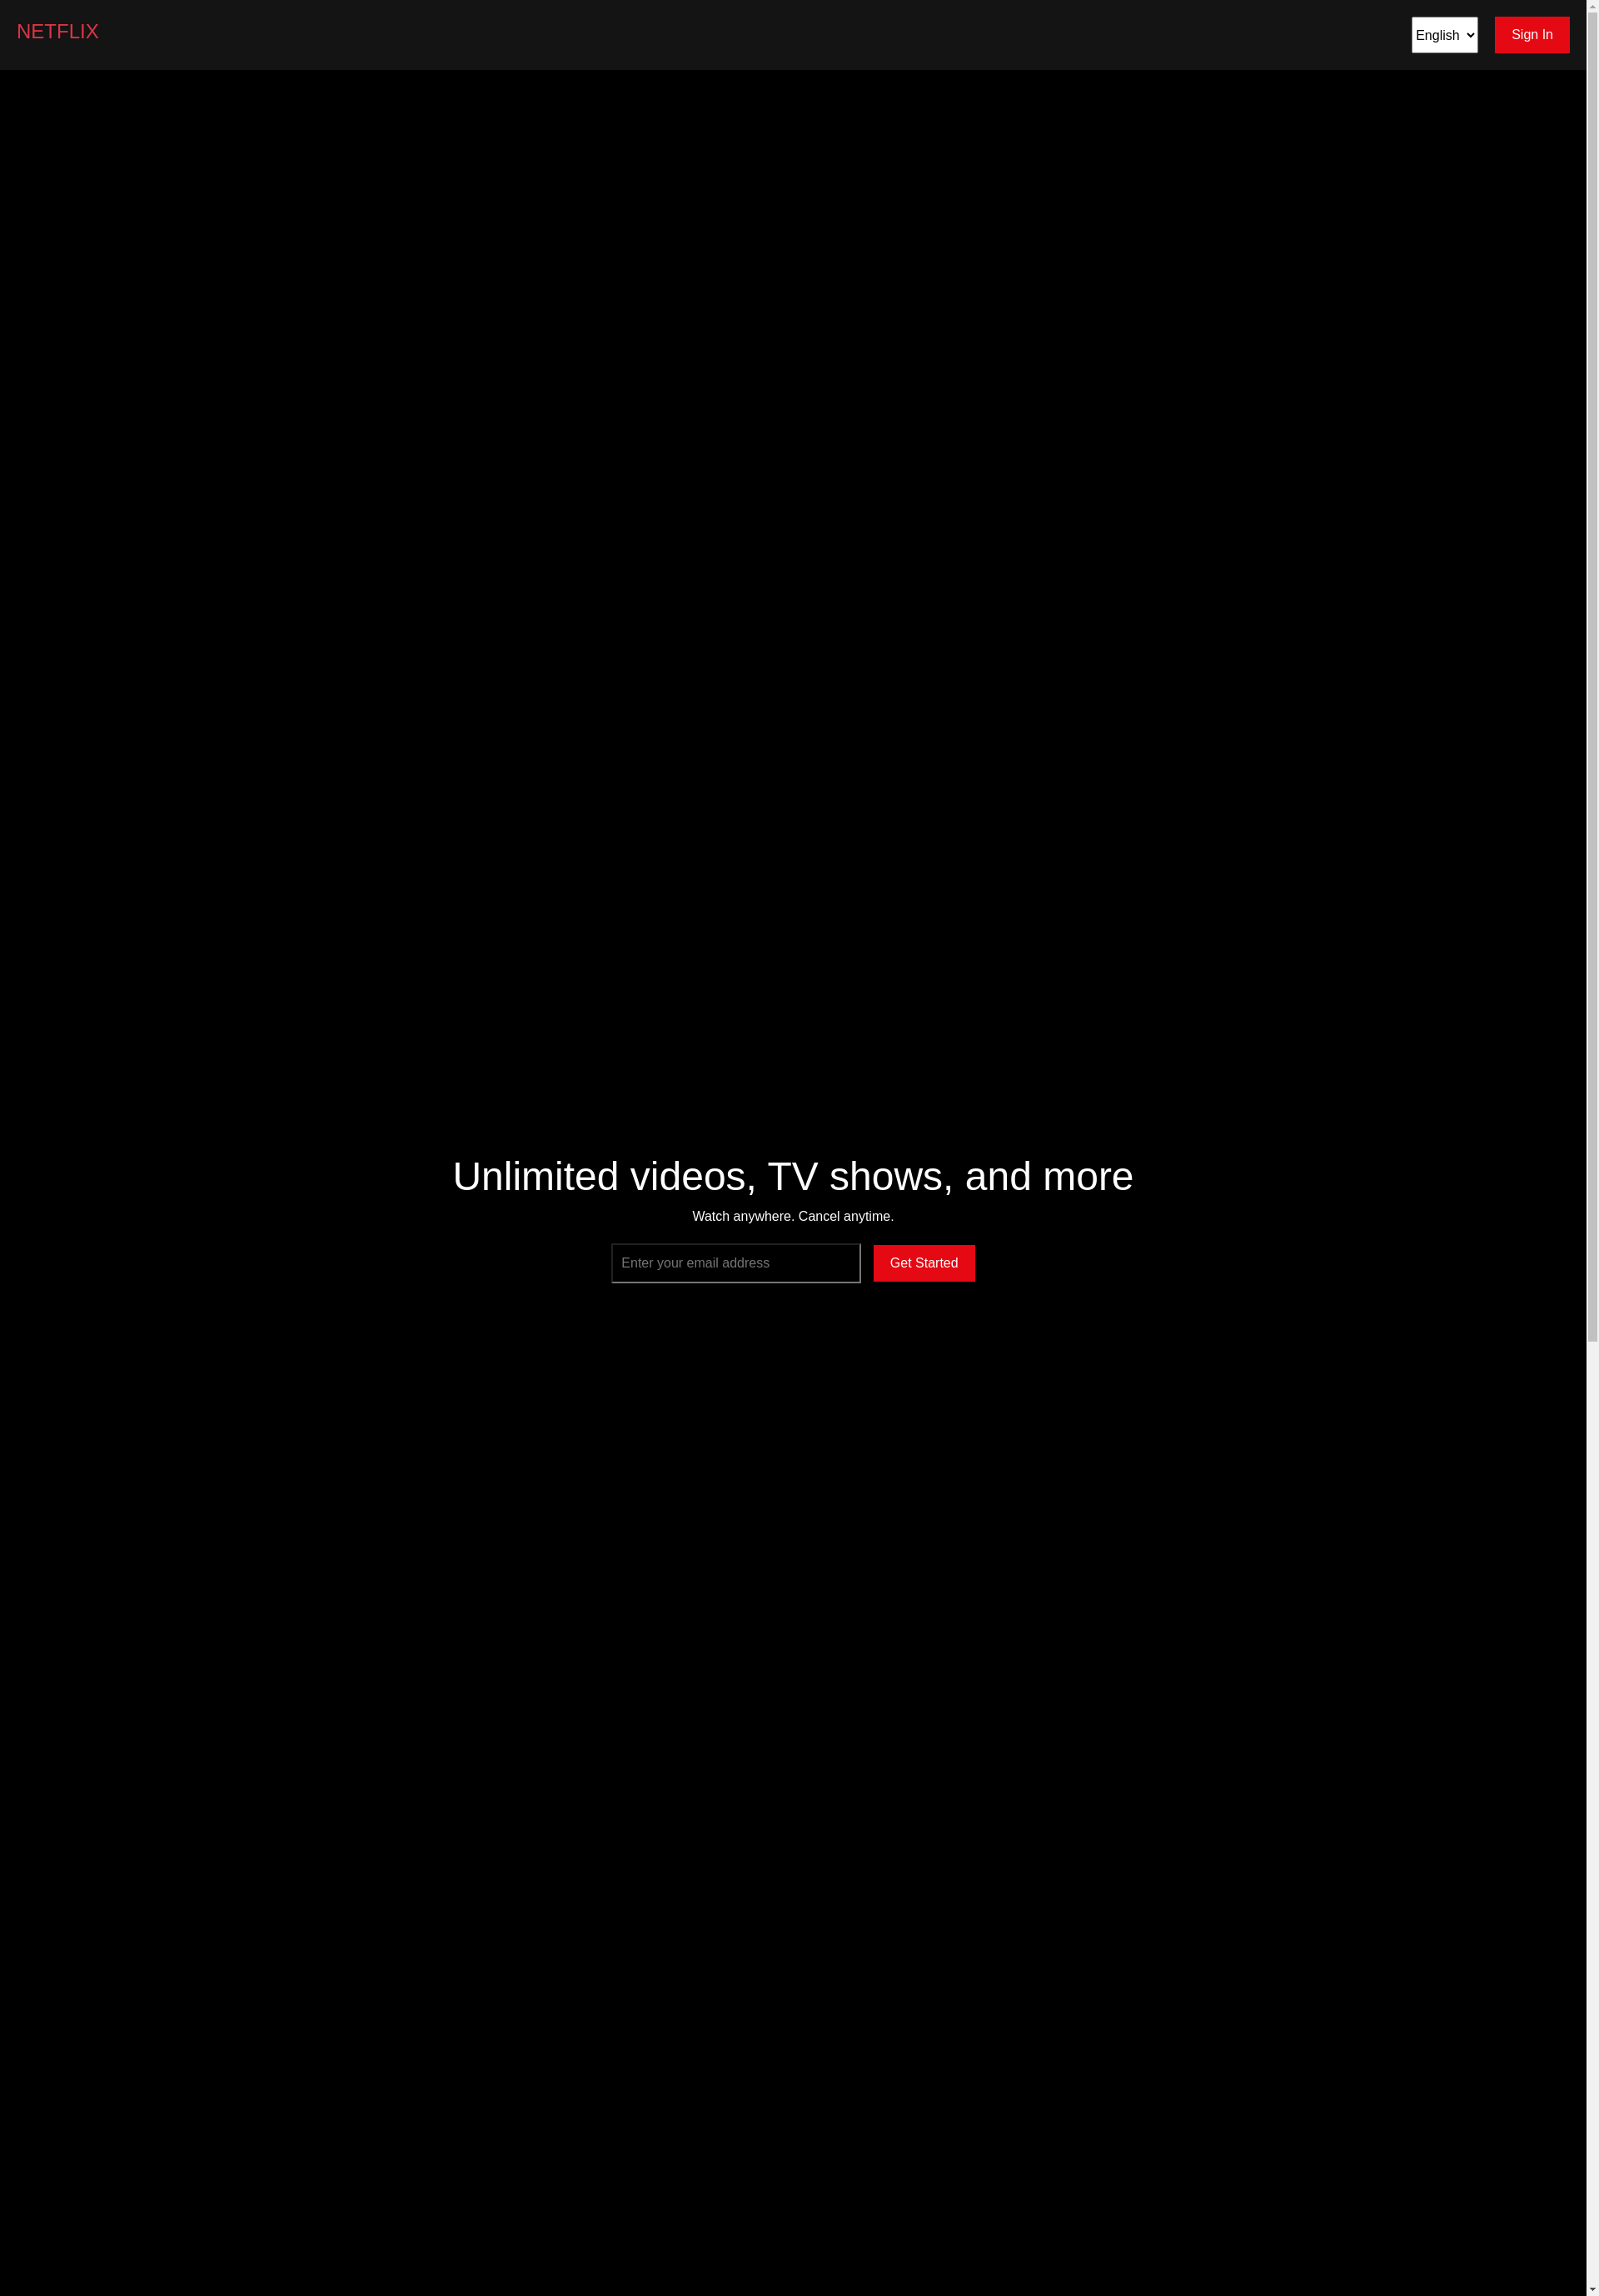 NETFLIX
English
Sign In
Unlimited videos, TV shows, and more
Watch anywhere. Cancel anytime.
Enter your email address
Get Started